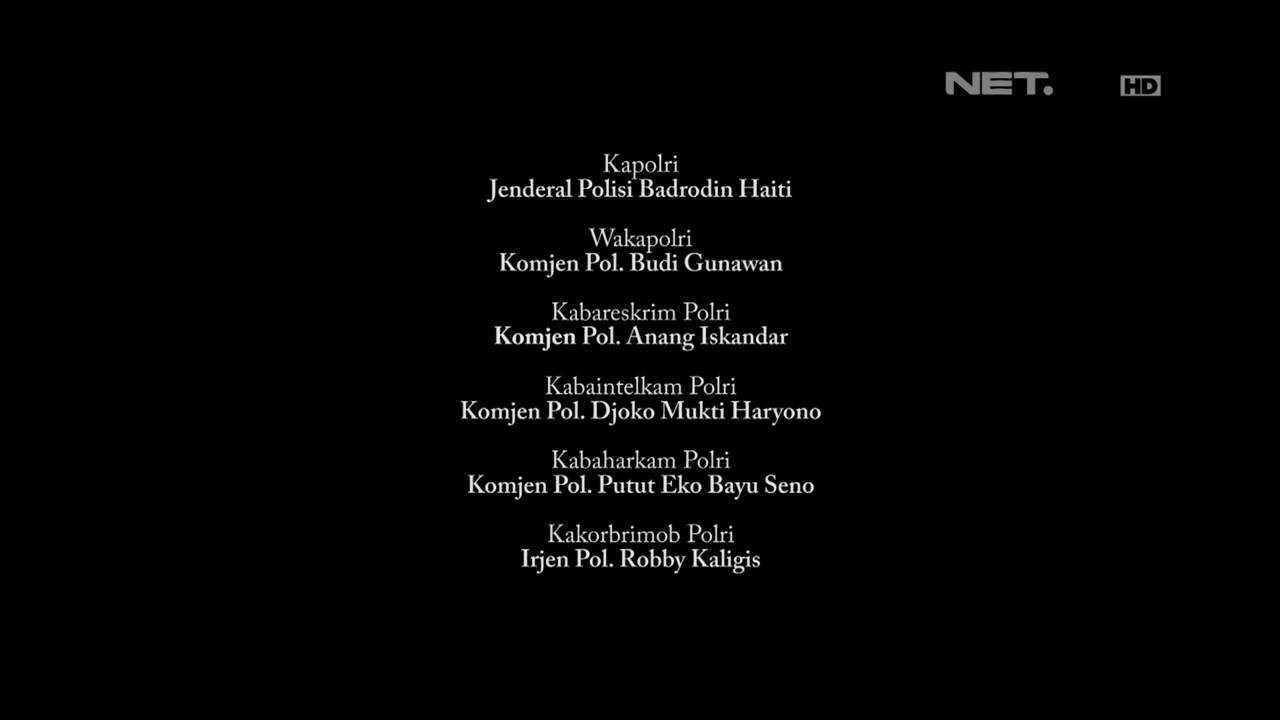 NET.
HD
Kapolri
Jenderal Polisi Badrodin Haiti
Wakapolri
Komjen Pol. Budi Gunawan
Kabareskrim Polri
Komjen Pol. Anang Iskandar
Kabaintelkam Polri
Komjen Pol. Djoko Mukti Haryono
Kabaharkam Polri
Komjen Pol. Putut Eko Bayu Seno
Kakorbrimob Polri
Irjen Pol. Robby Kaligis